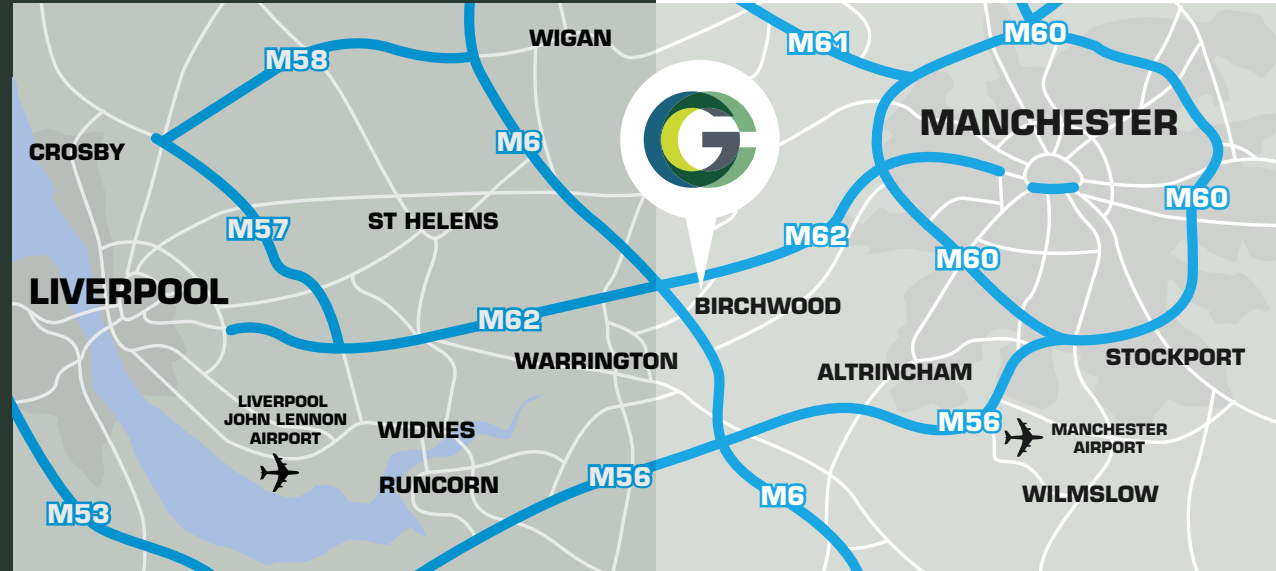 WIGAN
M61
M60
M58
MANCHESTER
M6
CROSBY
M60
ST HELENS
M57
M62
M60
LIVERPOOL
BIRCHWOOD
M62
WARRINGTON
STOCKPORT
ALTRINCHAM
LIVERPOOL
JOHN LENNON
AIRPORT
WIDNES
M56
MANCHESTER
AIRPORT
M56
RUNCORN
M6
WILMSLOW
M53